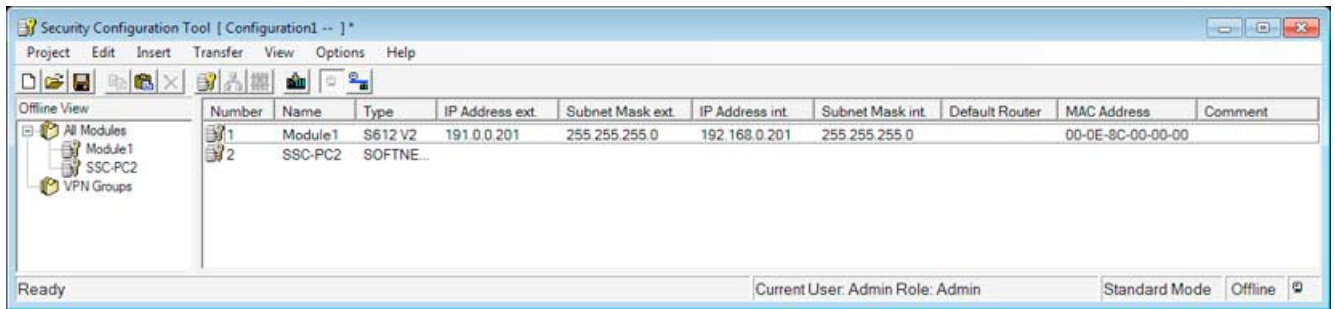 Security Configuration Tool [ Configuration1 -- ] *
Project Edit Insert Transfer View Options Help
Offline View
All Modules
Module1
SSC-PC2
VPN Groups
Number Name Type IP Address ext. Subnet Mask ext. IP Address int. Subnet Mask int. Default Router MAC Address Comment
1 Module1 S612 V2 191.0.0.201 255.255.255.0 192.168.0.201 255.255.255.0 00-0E-8C-00-00-00
2 SSC-PC2 SOFTNE...
Ready Current User: Admin Role: Admin Standard Mode Offline